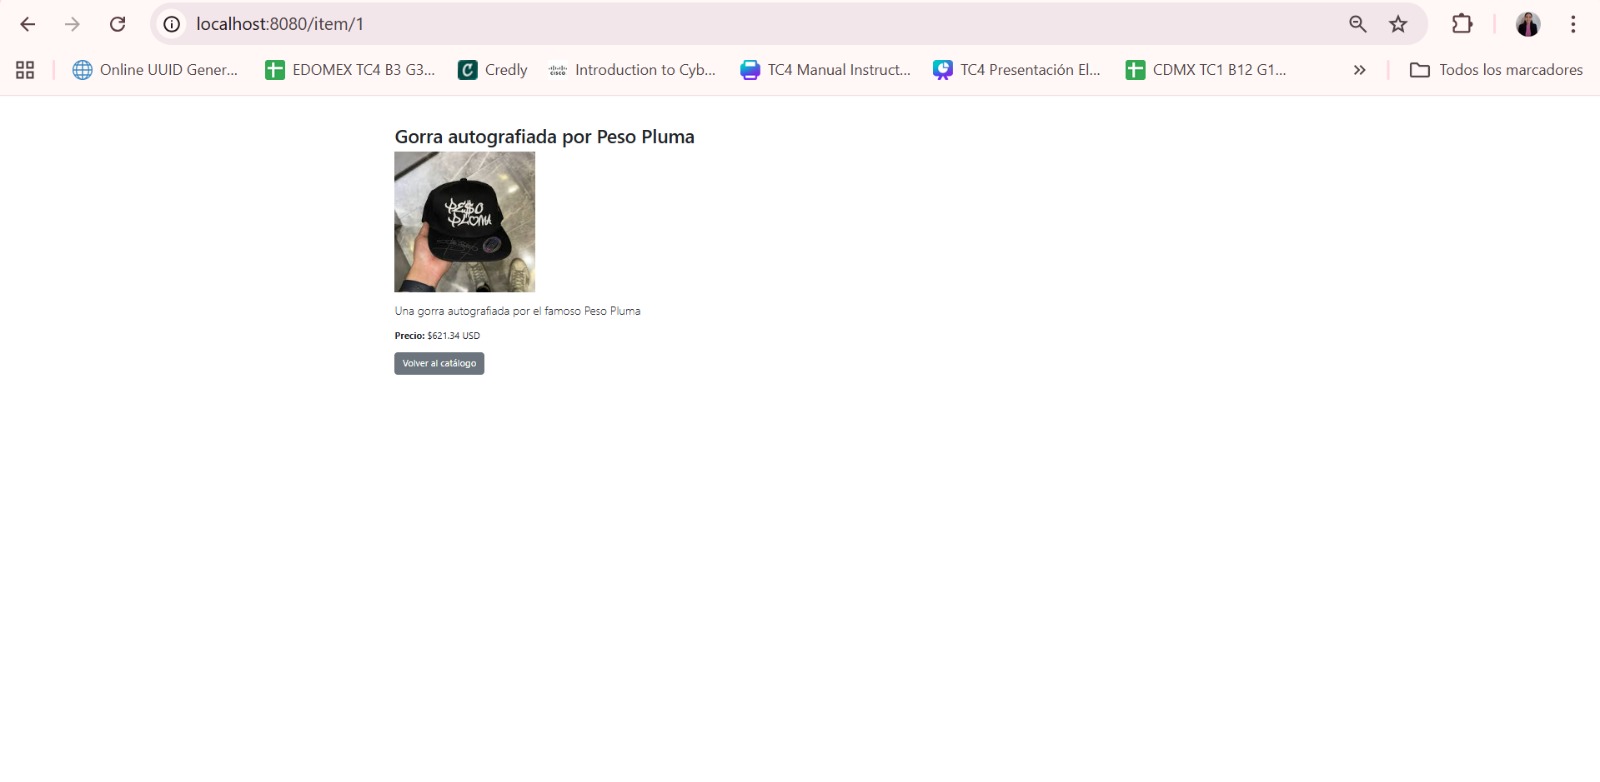 localhost:8080/item/1
Online UUID Gener... EDOMEX TC4 B3 G3... Credly Introduction to Cyb... TC4 Manual Instruct... TC4 Presentación El... CDMX TC1 B12 G1... Todos los marcadores
Gorra autografiada por Peso Pluma
PE$O
PLUMA
Una gorra autografiada por el famoso Peso Pluma
Precio: $621.34 USD
Volver al catálogo